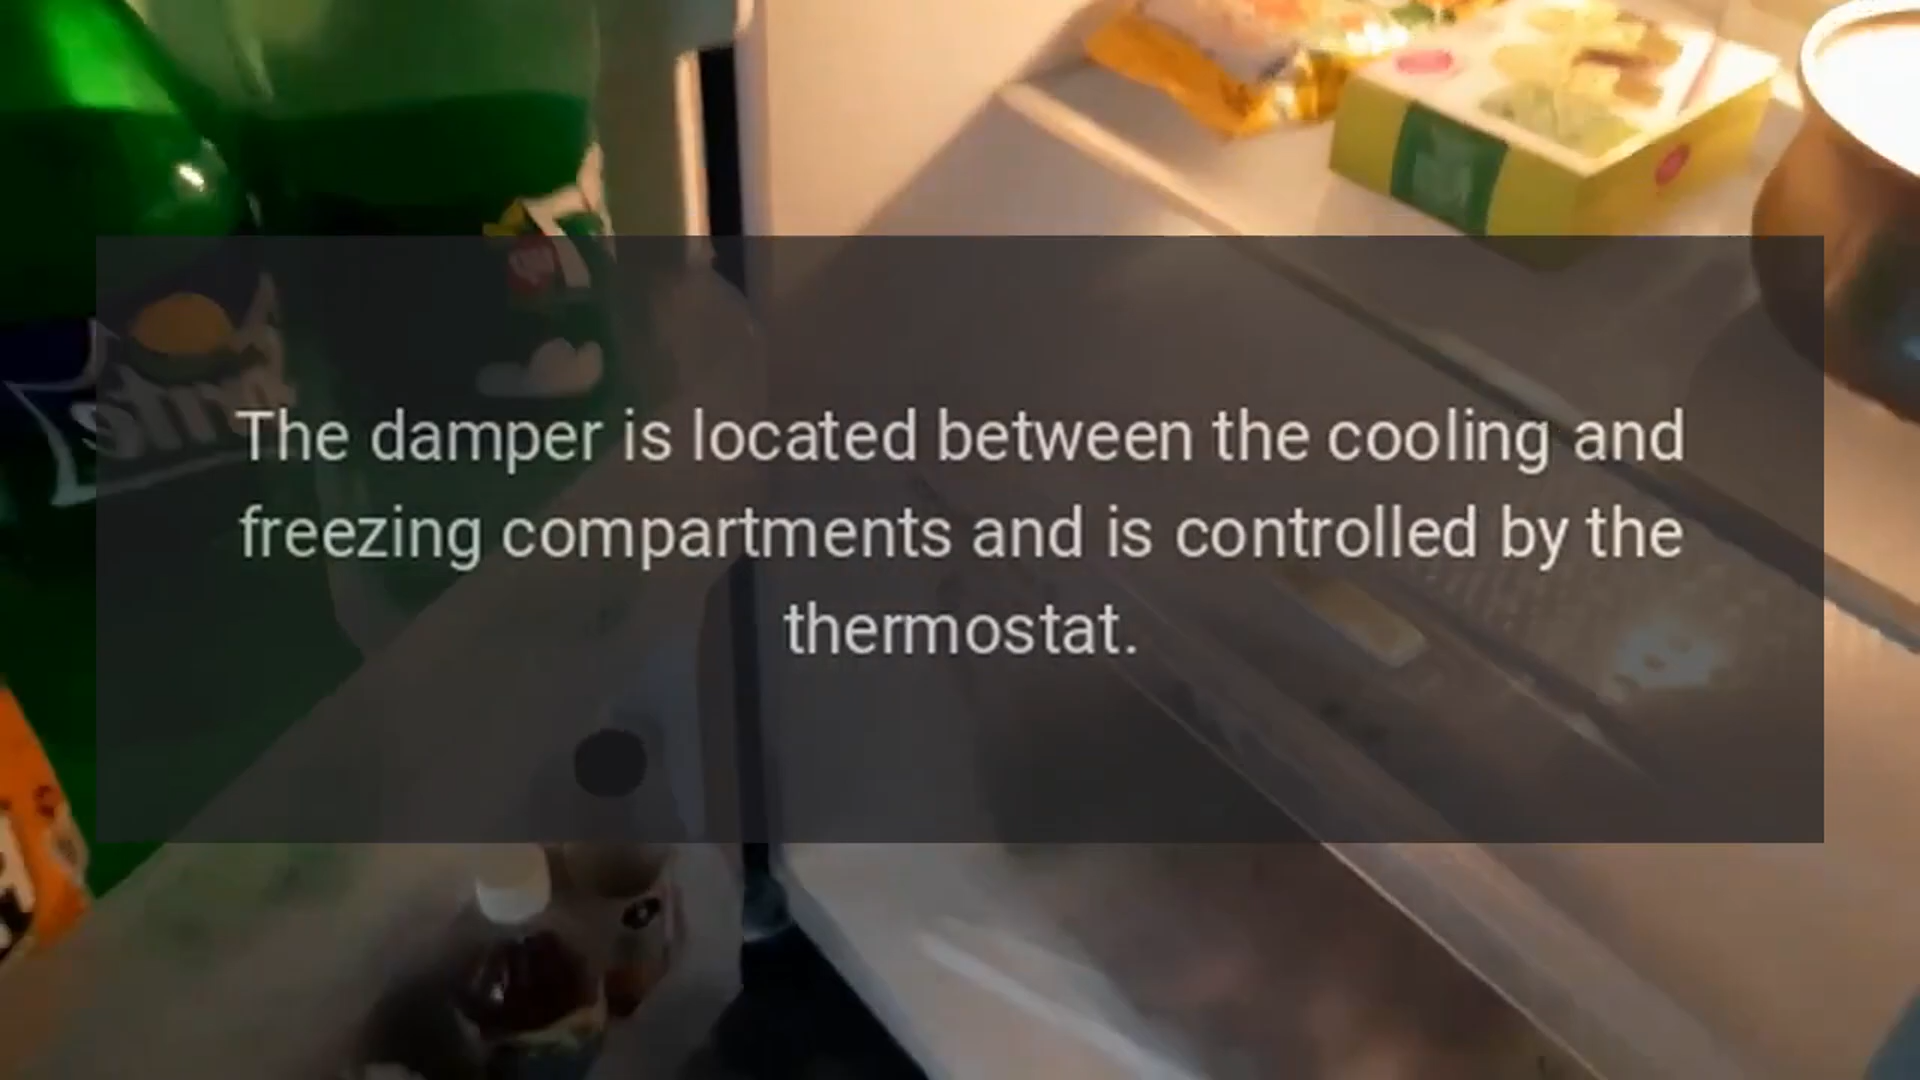 The damper is located between the cooling and
freezing compartments and is controlled by the
thermostat.